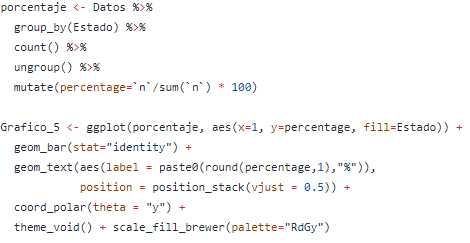 porcentaje <- Datos %>%
  group_by(Estado) %>%
  count() %>%
  ungroup() %>%
  mutate(percentage=`n`/sum(`n`) * 100)

Grafico_5 <- ggplot(porcentaje, aes(x=1, y=percentage, fill=Estado)) +
  geom_bar(stat="identity") +
  geom_text(aes(label = paste0(round(percentage,1),"%")),
            position = position_stack(vjust = 0.5)) +
  coord_polar(theta = "y") +
  theme_void() + scale_fill_brewer(palette="RdGy")